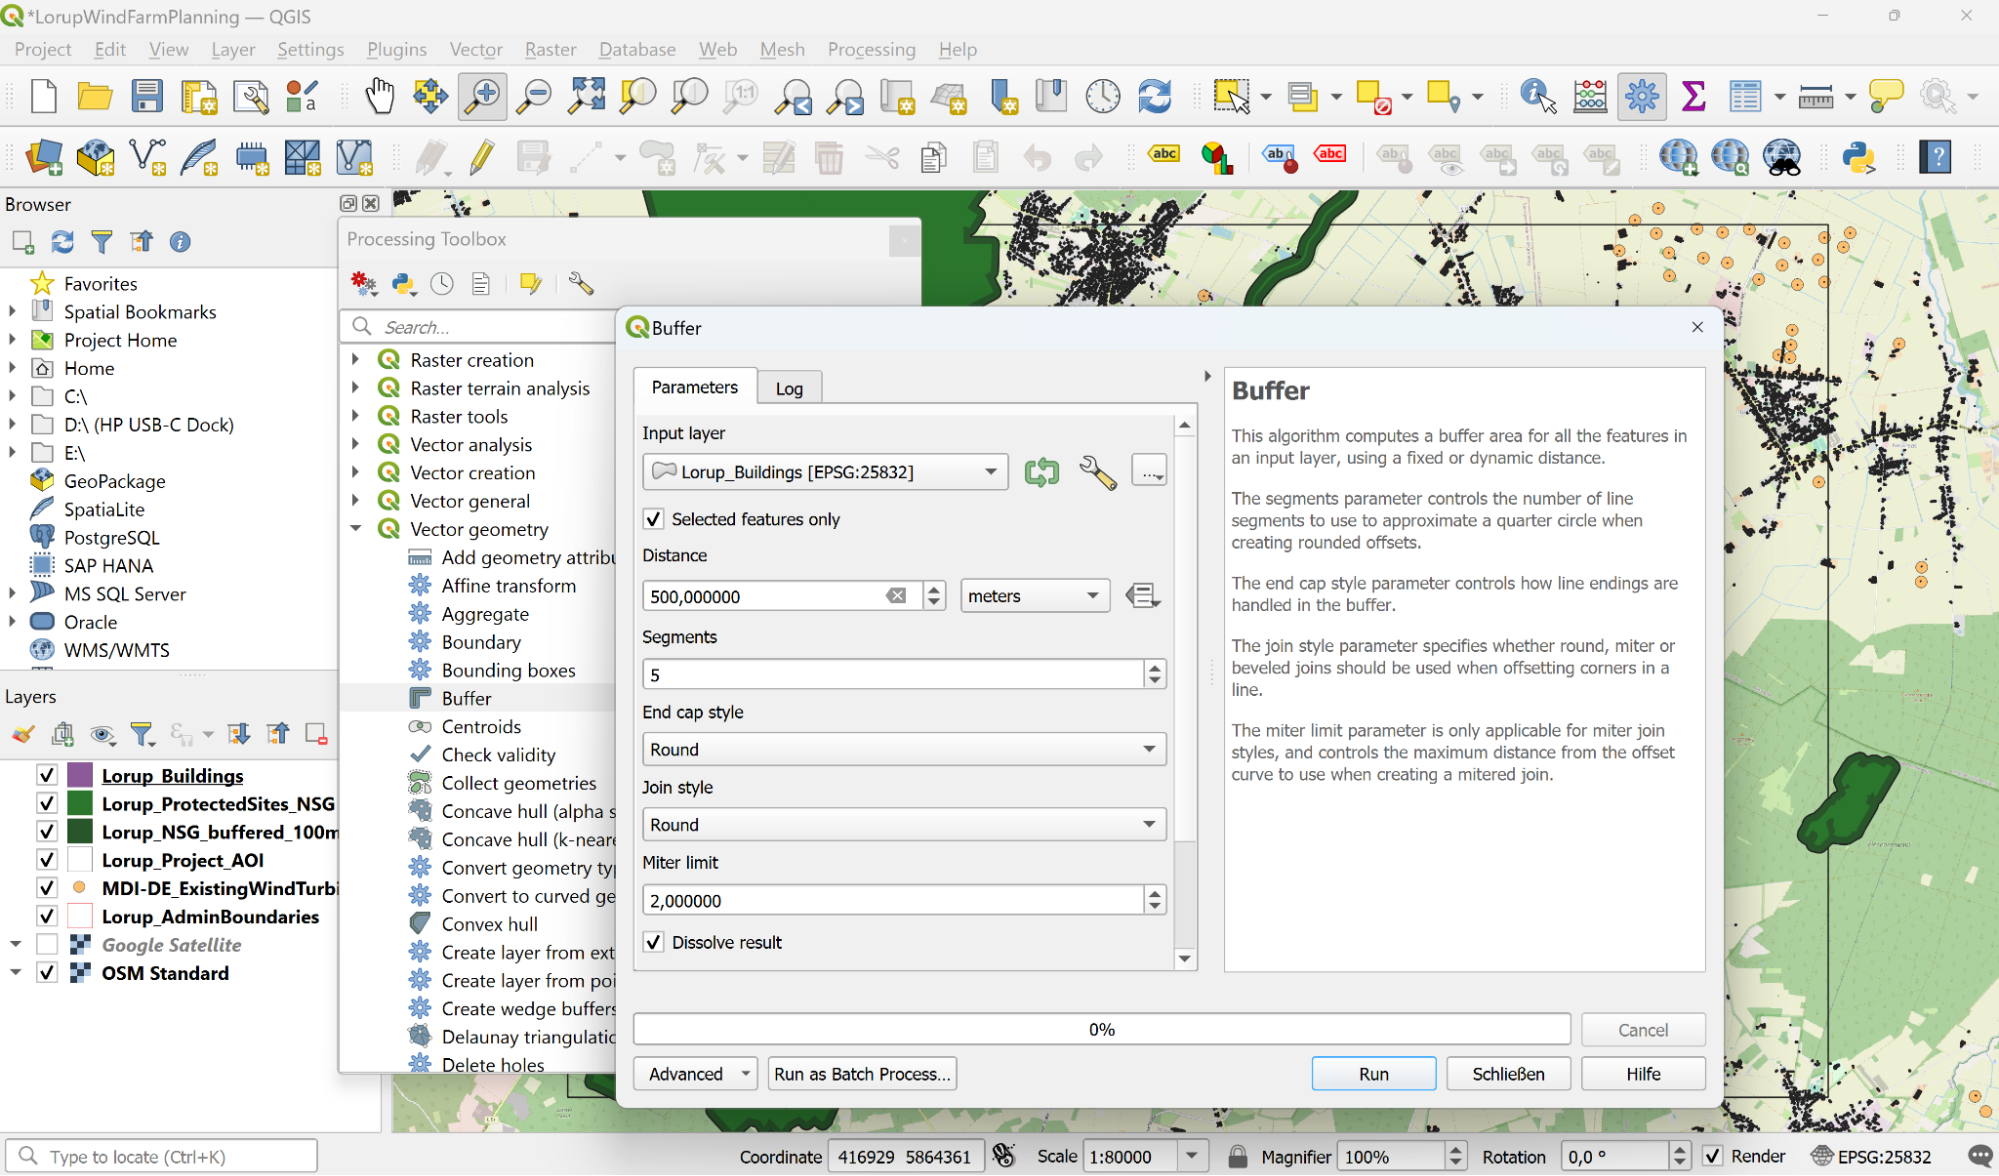 *LorupWindFarmPlanning — QGIS
Project Edit View Layer Settings Plugins Vector Raster Database Web Mesh Processing Help
Browser
Favorites
Spatial Bookmarks
Project Home
Home
C:\
D:\ (HP USB-C Dock)
E:\
GeoPackage
SpatiaLite
PostgreSQL
SAP HANA
MS SQL Server
Oracle
WMS/WMTS
Layers
Lorup_Buildings
Lorup_ProtectedSites_NSG
Lorup_NSG_buffered_100m
Lorup_Project_AOI
MDI-DE_ExistingWindTurbi
Lorup_AdminBoundaries
Google Satellite
OSM Standard
Processing Toolbox
Search...
Raster creation
Raster terrain analysis
Raster tools
Vector analysis
Vector creation
Vector general
Vector geometry
Add geometry attribu
Affine transform
Aggregate
Boundary
Bounding boxes
Buffer
Centroids
Check validity
Collect geometries
Concave hull (alpha s
Concave hull (k-neare
Convert geometry typ
Convert to curved ge
Convex hull
Create layer from ext
Create layer from poi
Create wedge buffers
Delaunay triangulatio
Delete holes
Buffer
Parameters Log
Input layer
Lorup_Buildings [EPSG:25832]
...
Selected features only
Distance
500,000000 meters
Segments
5
End cap style
Round
Join style
Round
Miter limit
2,000000
Dissolve result
Buffer
This algorithm computes a buffer area for all the features in
an input layer, using a fixed or dynamic distance.
The segments parameter controls the number of line
segments to use to approximate a quarter circle when
creating rounded offsets.
The end cap style parameter controls how line endings are
handled in the buffer.
The join style parameter specifies whether round, miter or
beveled joins should be used when offsetting corners in a
line.
The miter limit parameter is only applicable for miter join
styles, and controls the maximum distance from the offset
curve to use when creating a mitered join.
0%
Cancel
Advanced Run as Batch Process... Run Schließen Hilfe
Type to locate (Ctrl+K) Coordinate 416929 5864361 Scale 1:80000 Magnifier 100% Rotation 0,0 ° Render EPSG:25832